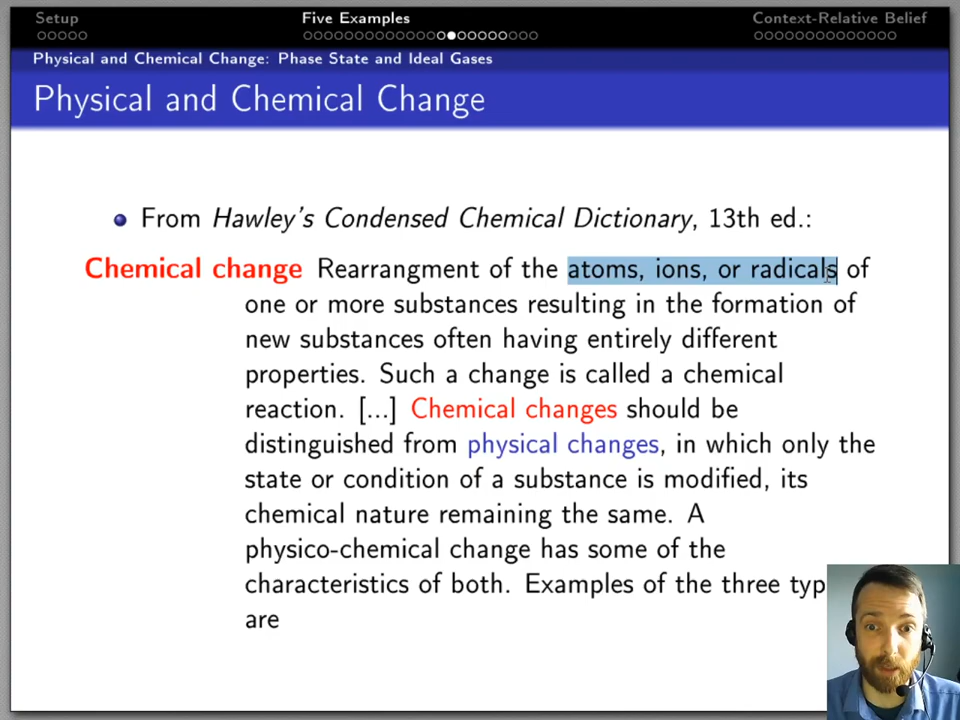 Setup Five Examples Context-Relative Belief
Physical and Chemical Change: Phase State and Ideal Gases
Physical and Chemical Change
From Hawley's Condensed Chemical Dictionary, 13th ed.:
Chemical change Rearrangment of the atoms, ions, or radicals of
one or more substances resulting in the formation of
new substances often having entirely different
properties. Such a change is called a chemical
reaction. [...] Chemical changes should be
distinguished from physical changes, in which only the
state or condition of a substance is modified, its
chemical nature remaining the same. A
physico-chemical change has some of the
characteristics of both. Examples of the three typ
are